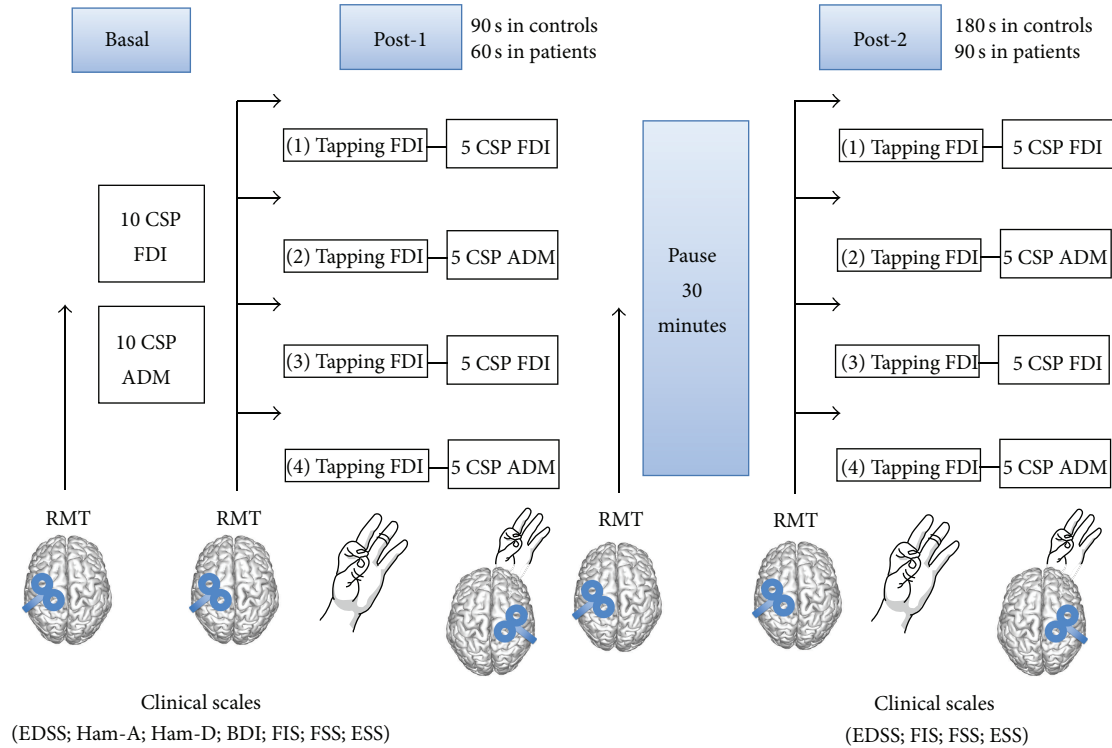 Basal
Post-1
90 s in controls
60 s in patients
Post-2
180 s in controls
90 s in patients
10 CSP
FDI
10 CSP
ADM
(1) Tapping FDI
5 CSP FDI
(2) Tapping FDI
5 CSP ADM
(3) Tapping FDI
5 CSP FDI
(4) Tapping FDI
5 CSP ADM
Pause
30
minutes
(1) Tapping FDI
5 CSP FDI
(2) Tapping FDI
5 CSP ADM
(3) Tapping FDI
5 CSP FDI
(4) Tapping FDI
5 CSP ADM
RMT
RMT
RMT
RMT
Clinical scales
(EDSS; Ham-A; Ham-D; BDI; FIS; FSS; ESS)
Clinical scales
(EDSS; FIS; FSS; ESS)